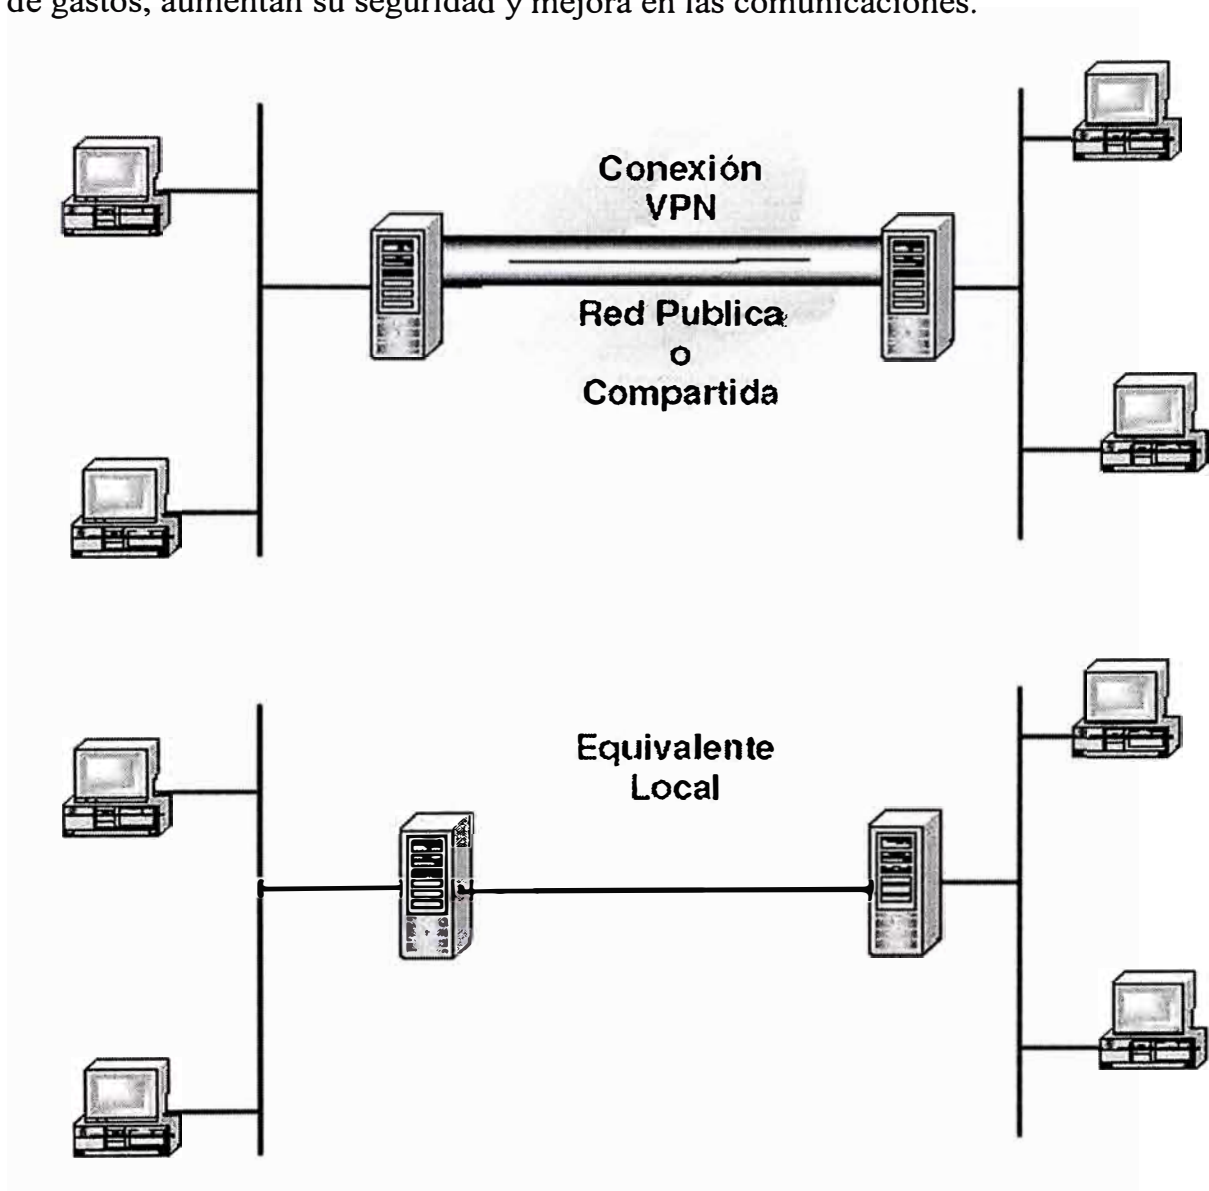 de gastos, aumentan su seguridad y mejora en las comunicaciones.
Conexión
VPN
Red Publica
o
Compartida
Equivalente
Local